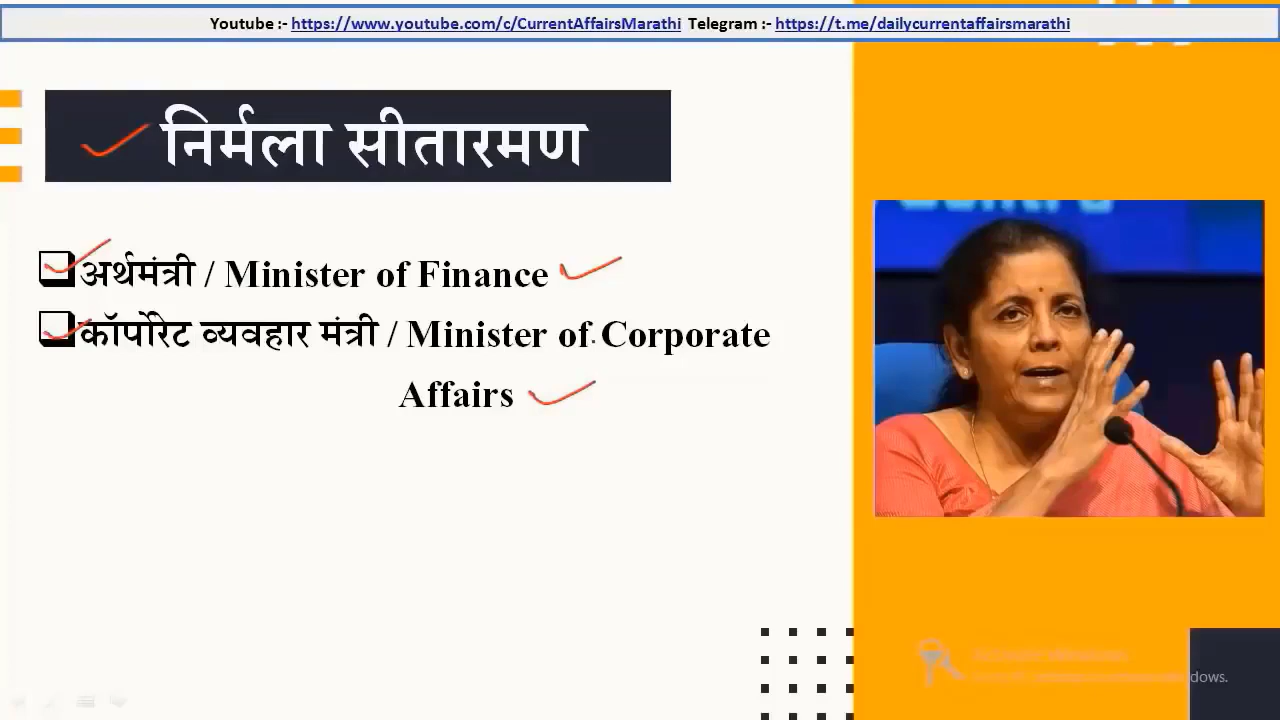 Youtube :- https://www.youtube.com/c/CurrentAffairsMarathi Telegram :- https://t.me/dailycurrentaffairsmarathi
निर्मला सीतारमण
अर्थमंत्री / Minister of Finance
कॉर्पोरेट व्यवहार मंत्री / Minister of Corporate
Affairs